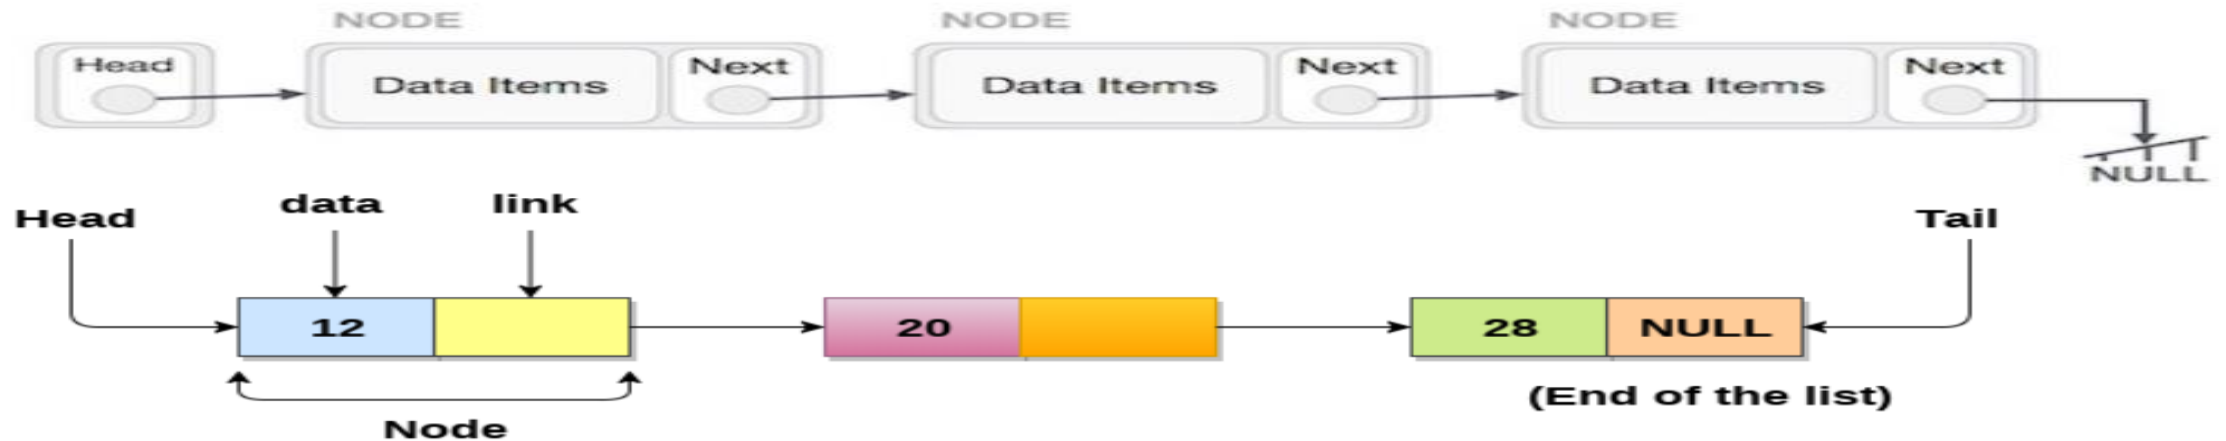 NODE NODE NODE
Head Data Items Next Data Items Next Data Items Next
NULL
Head data link Tail
12 20 28 NULL
(End of the list)
Node